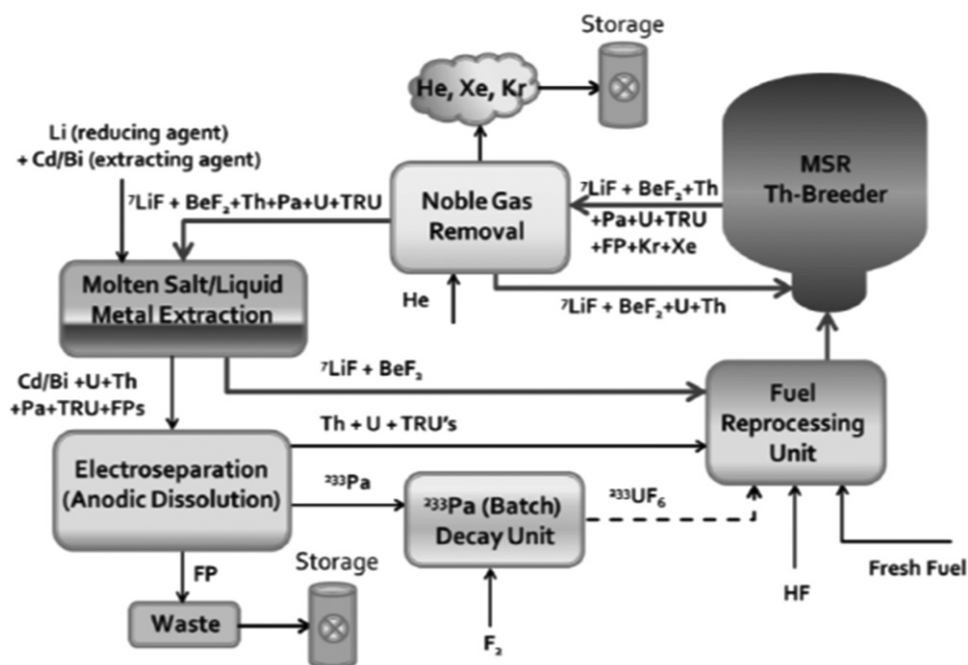 Storage
He, Xe, Kr
Li (reducing agent)
+ Cd/Bi (extracting agent)
⁷LiF + BeF₂+Th+Pa+U+TRU
Noble Gas
Removal
⁷LiF + BeF₂+Th
+Pa+U+TRU
+FP+Kr+Xe
MSR
Th-Breeder
Molten Salt/Liquid
Metal Extraction
He
⁷LiF + BeF₂+U+Th
Cd/Bi +U+Th
+Pa+TRU+FPs
⁷LiF + BeF₂
Fuel
Reprocessing
Unit
Th + U + TRU's
Electroseparation
(Anodic Dissolution)
²³³Pa
²³³Pa (Batch)
Decay Unit
²³³UF₆
FP
Storage
Waste
F₂
HF
Fresh Fuel